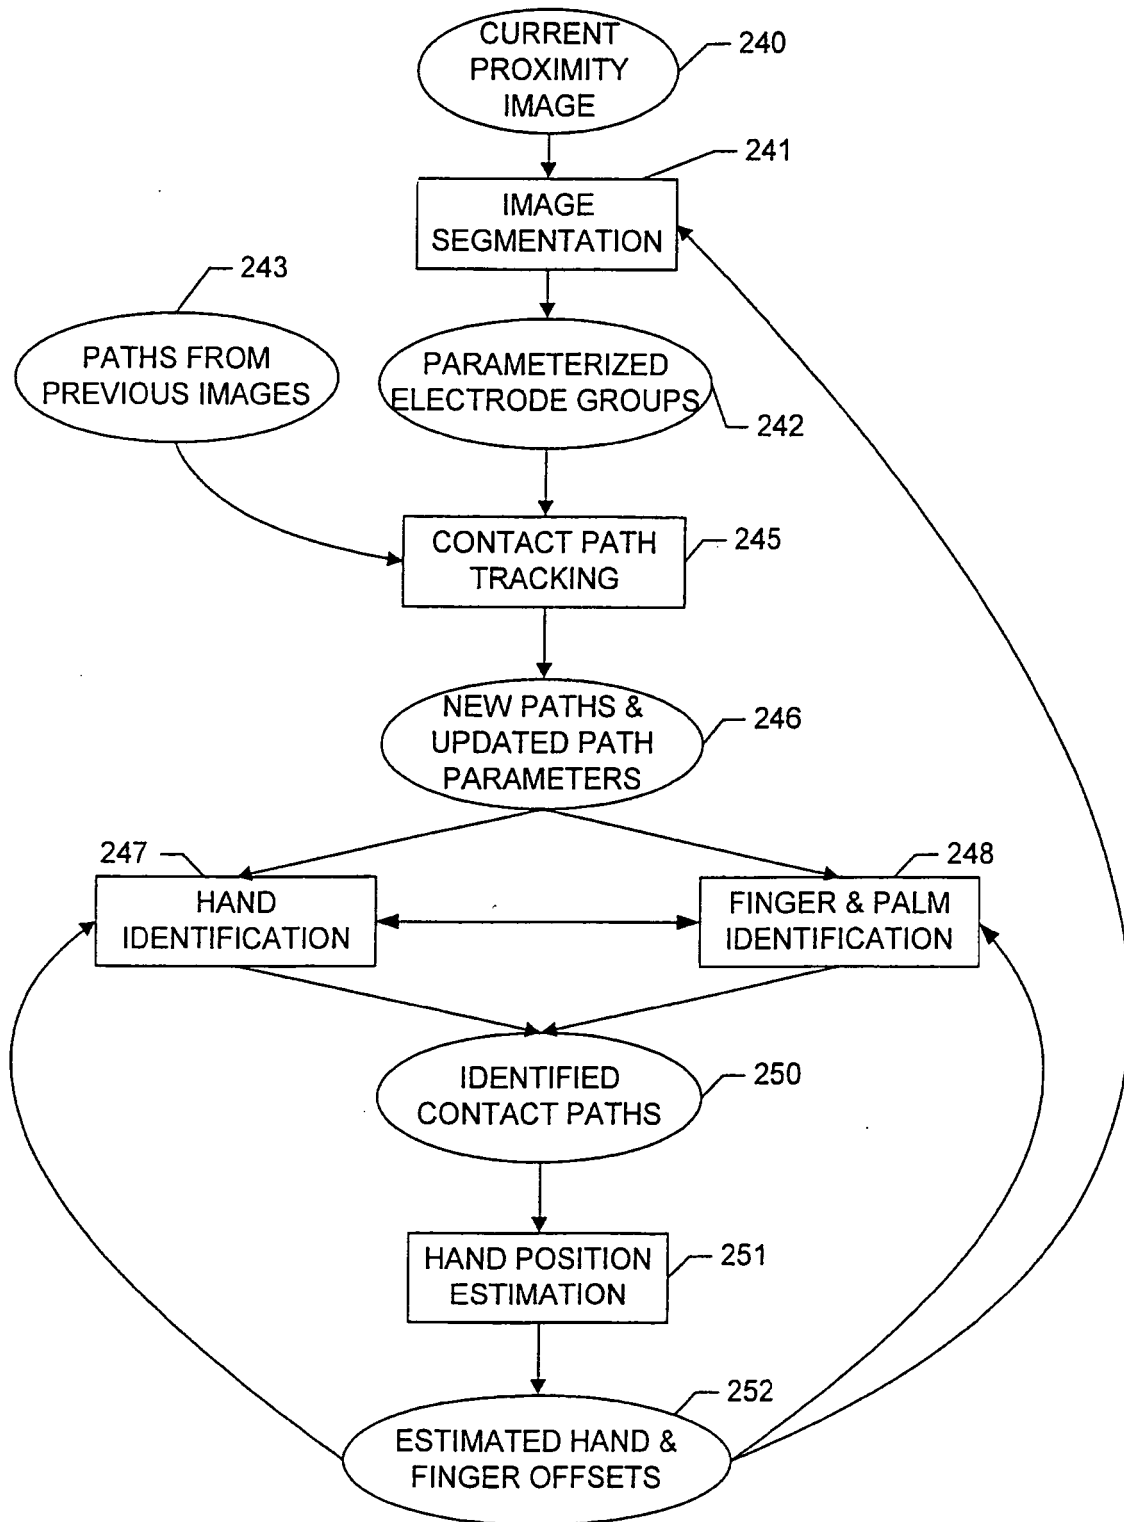 CURRENT
PROXIMITY
IMAGE
240
241
IMAGE
SEGMENTATION
243
PATHS FROM
PREVIOUS IMAGES
PARAMETERIZED
ELECTRODE GROUPS
242
CONTACT PATH
TRACKING
245
NEW PATHS &
UPDATED PATH
PARAMETERS
246
247
HAND
IDENTIFICATION
248
FINGER & PALM
IDENTIFICATION
IDENTIFIED
CONTACT PATHS
250
HAND POSITION
ESTIMATION
251
252
ESTIMATED HAND &
FINGER OFFSETS